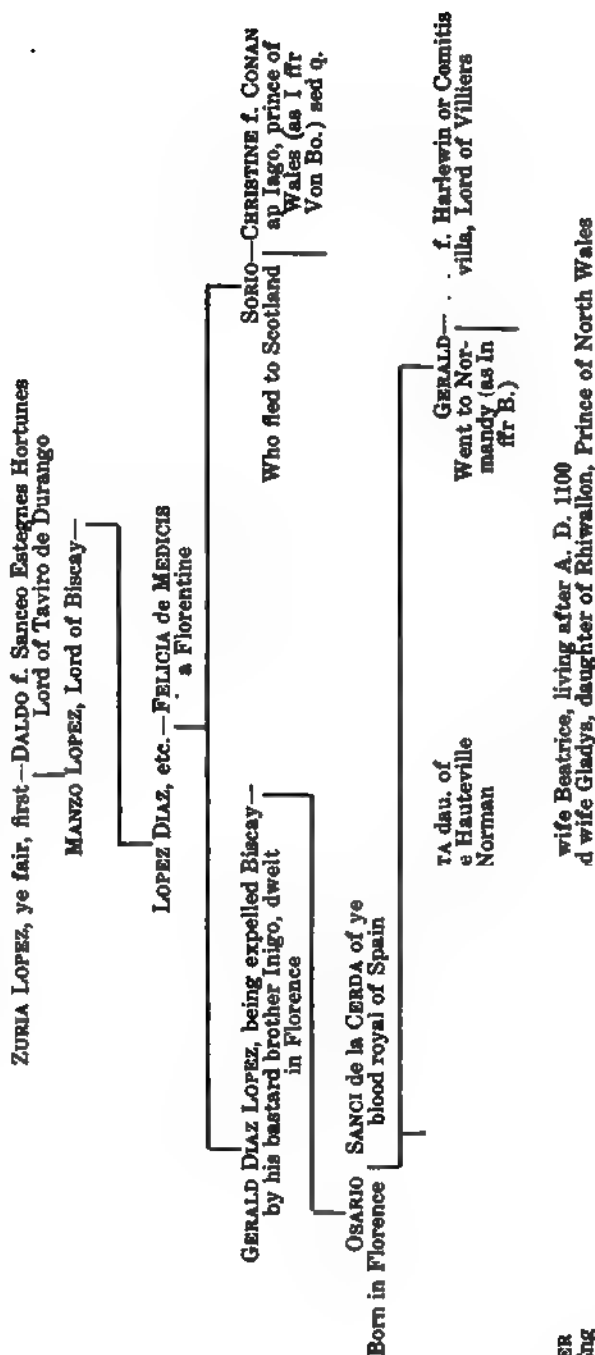 ZURIA LOPEZ, ye fair, first—DALDO f. Sanceo Estegnes Hortunes
Lord of Taviro de Durango
MANZO LOPEZ, Lord of Biscay—
LOPEZ DIAZ, etc.—FELICIA de MEDICIS
a Florentine
GERALD DIAZ LOPEZ, being expelled Biscay—
by his bastard brother Inigo, dwelt
in Florence
SORIO—CHRISTINE f. CONAN
ap Iago, prince of
Wales (as I ffr
Von Bo.) sed q.
Who fled to Scotland
OSARIO SANCI de la CERDA of ye
blood royal of Spain
Born in Florence
TA dau. of
e Hauteville
Norman
GERALD— . . f. Harlewin or Comitis
villa, Lord of Villiers
Went to Nor-
mandy (as in
ffr B.)
wife Beatrice, living after A. D. 1100
d wife Gladys, daughter of Rhiwallon, Prince of North Wales
ER
ing